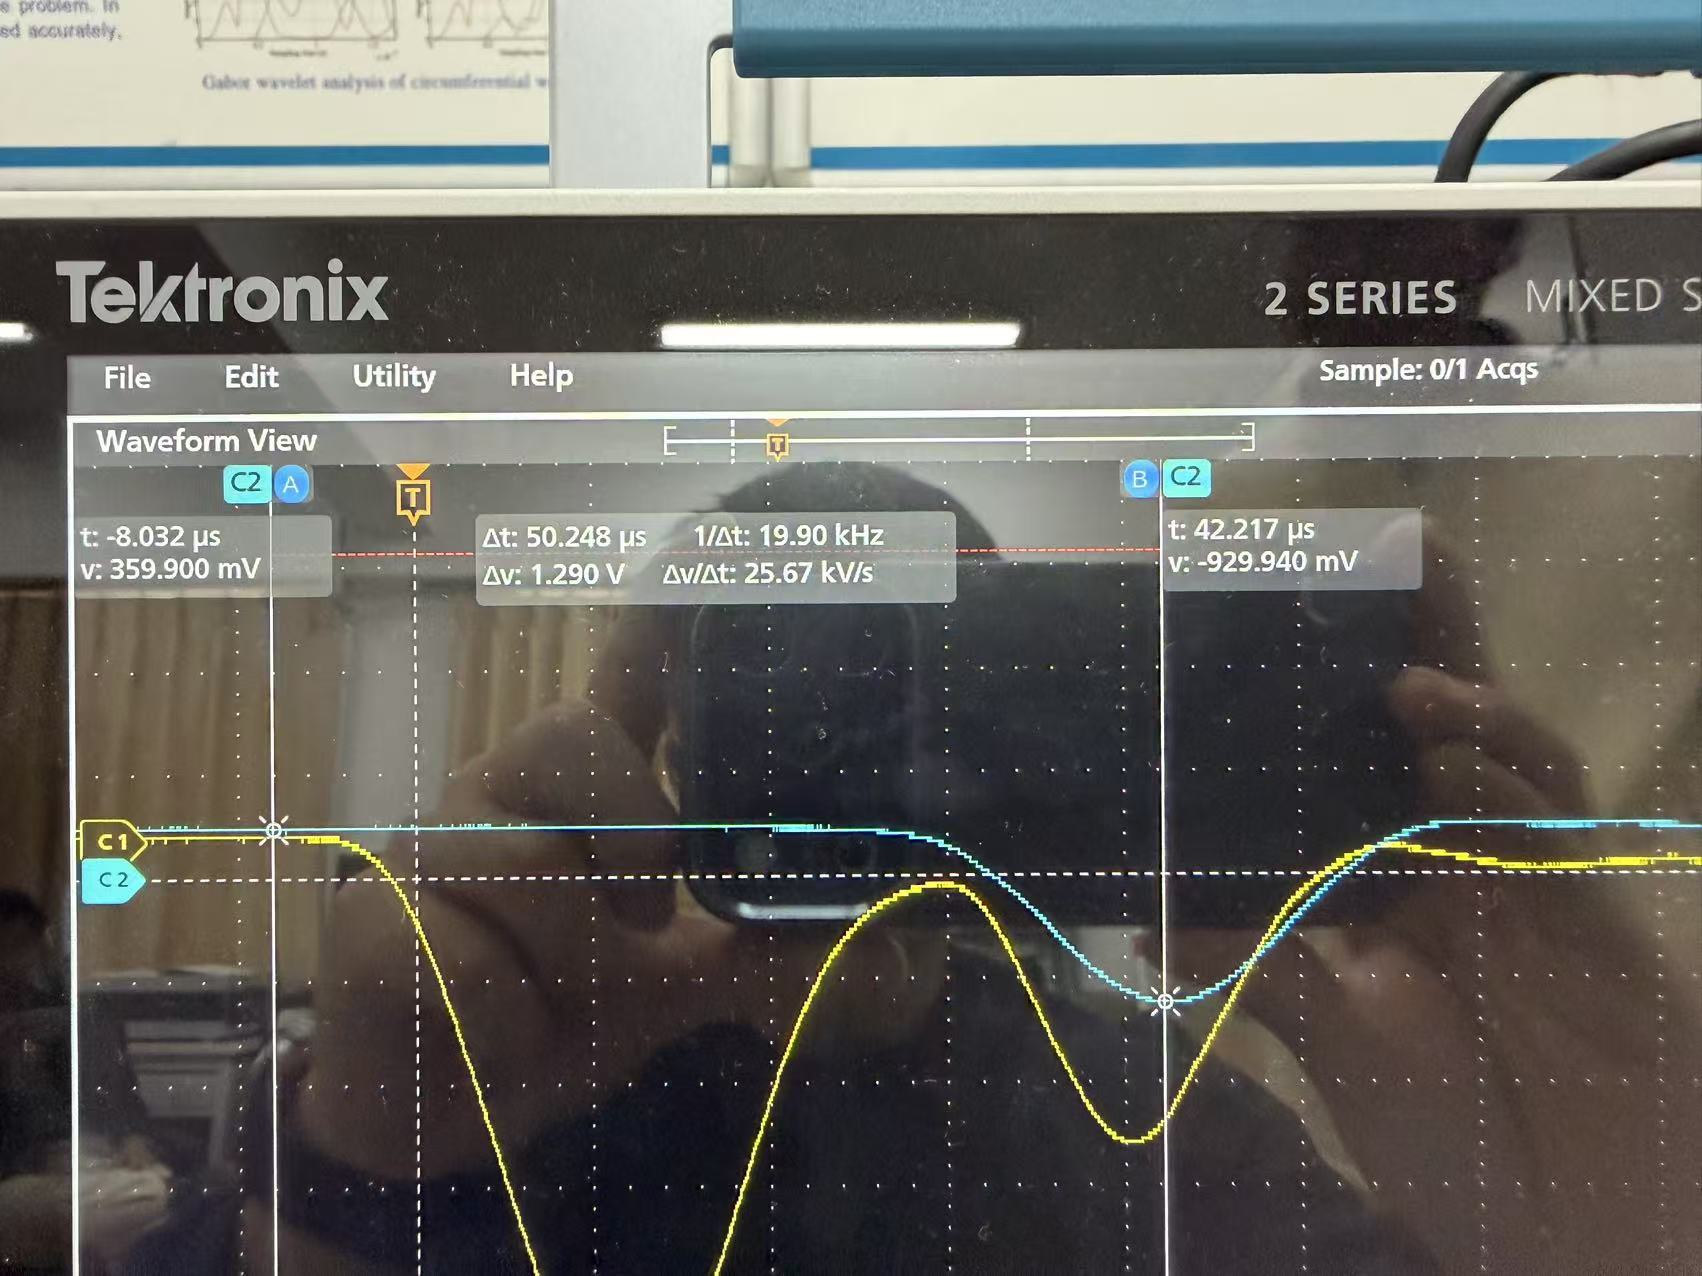 e problem. In
ed accurately.
Gabor wavelet analysis of circumferential w
Tektronix
2 SERIES MIXED S
File Edit Utility Help
Sample: 0/1 Acqs
Waveform View
T
C2 A
T
B C2
t: -8.032 µs
v: 359.900 mV
Δt: 50.248 µs 1/Δt: 19.90 kHz
Δv: 1.290 V Δv/Δt: 25.67 kV/s
t: 42.217 µs
v: -929.940 mV
C1
C2